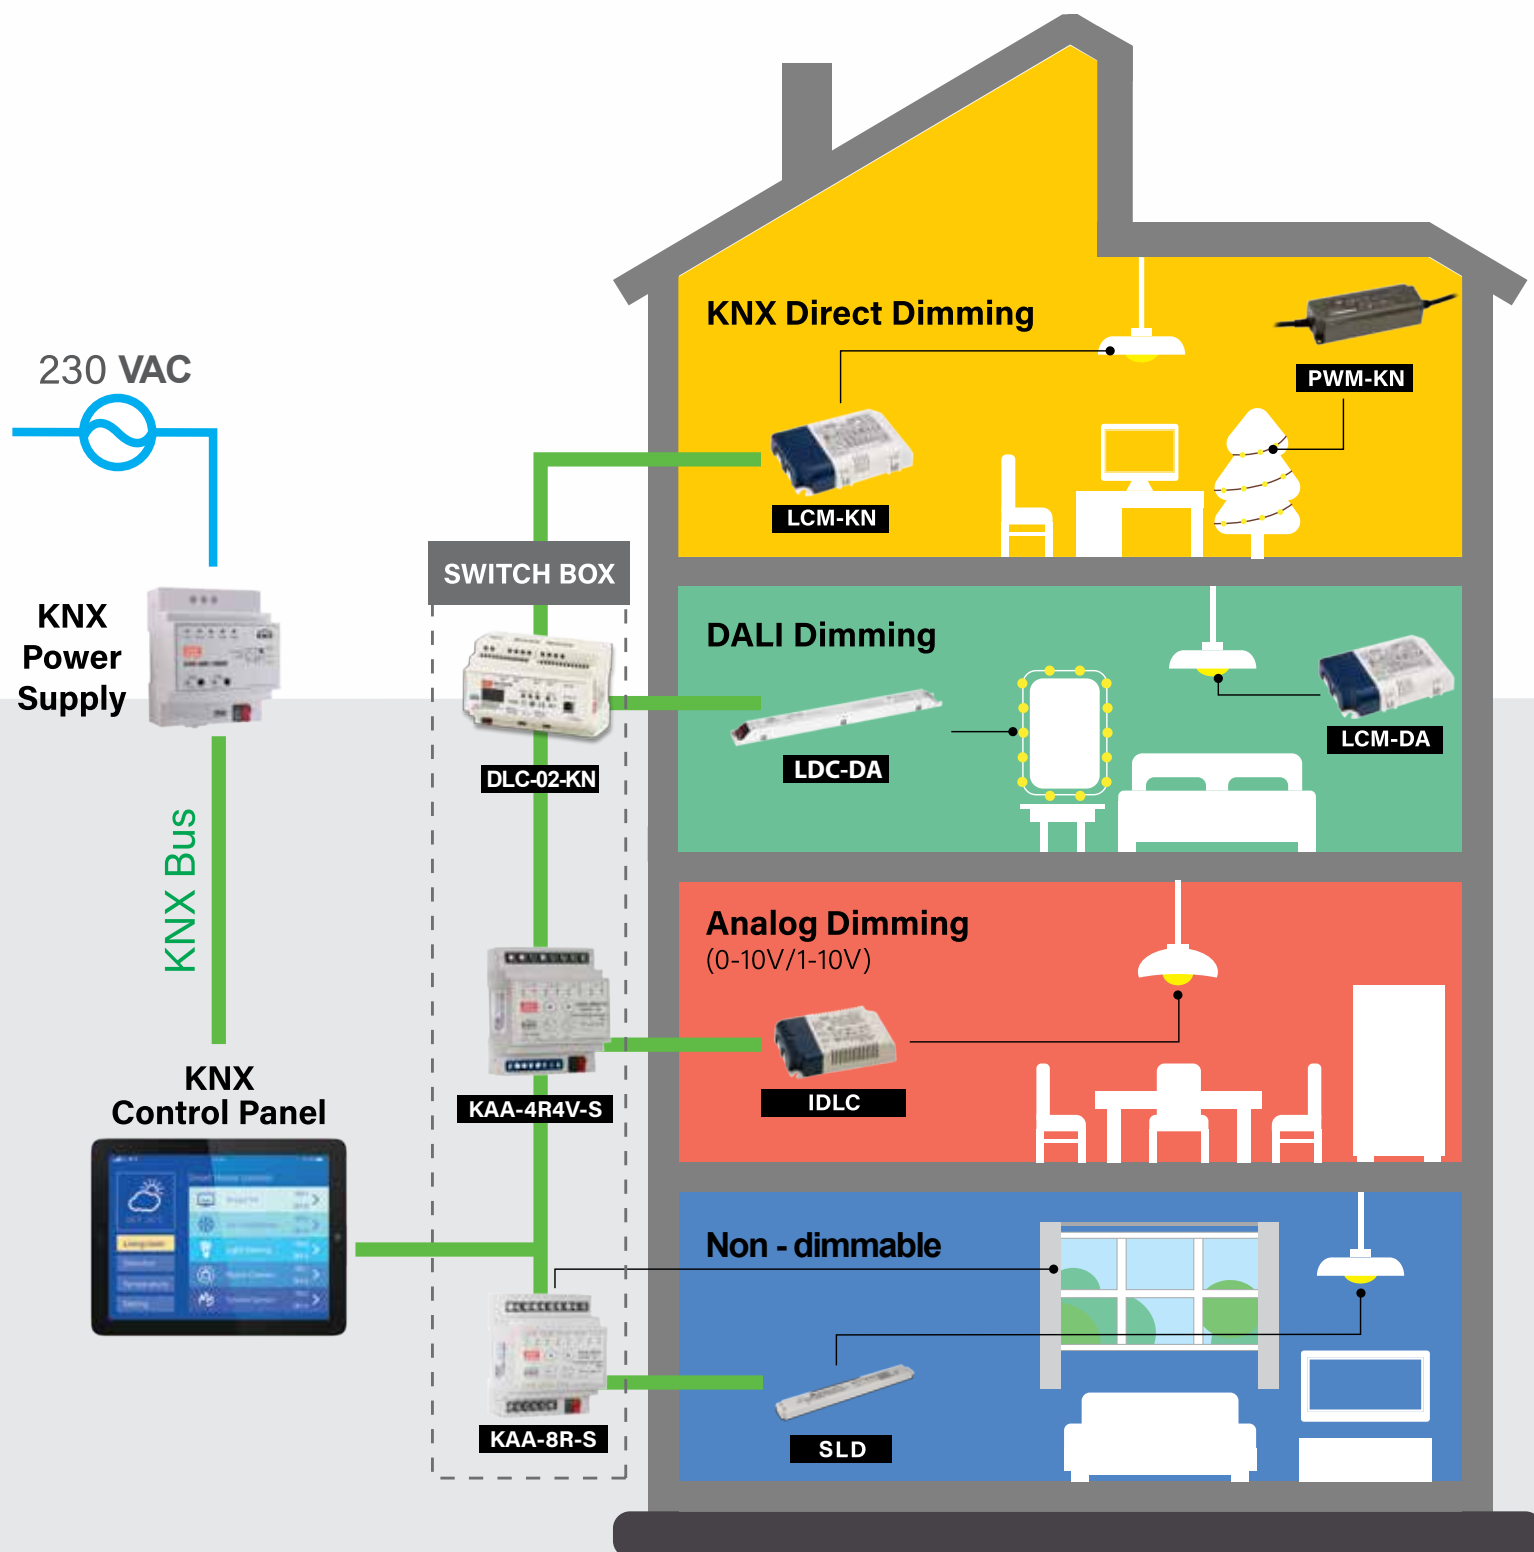 KNX Direct Dimming
PWM-KN
230 VAC
LCM-KN
SWITCH BOX
KNX
Power
Supply
DALI Dimming
LCM-DA
LDC-DA
DLC-02-KN
KNX Bus
Analog Dimming
(0-10V/1-10V)
KNX
Control Panel
KAA-4R4V-S
IDLC
Non - dimmable
KAA-8R-S
SLD